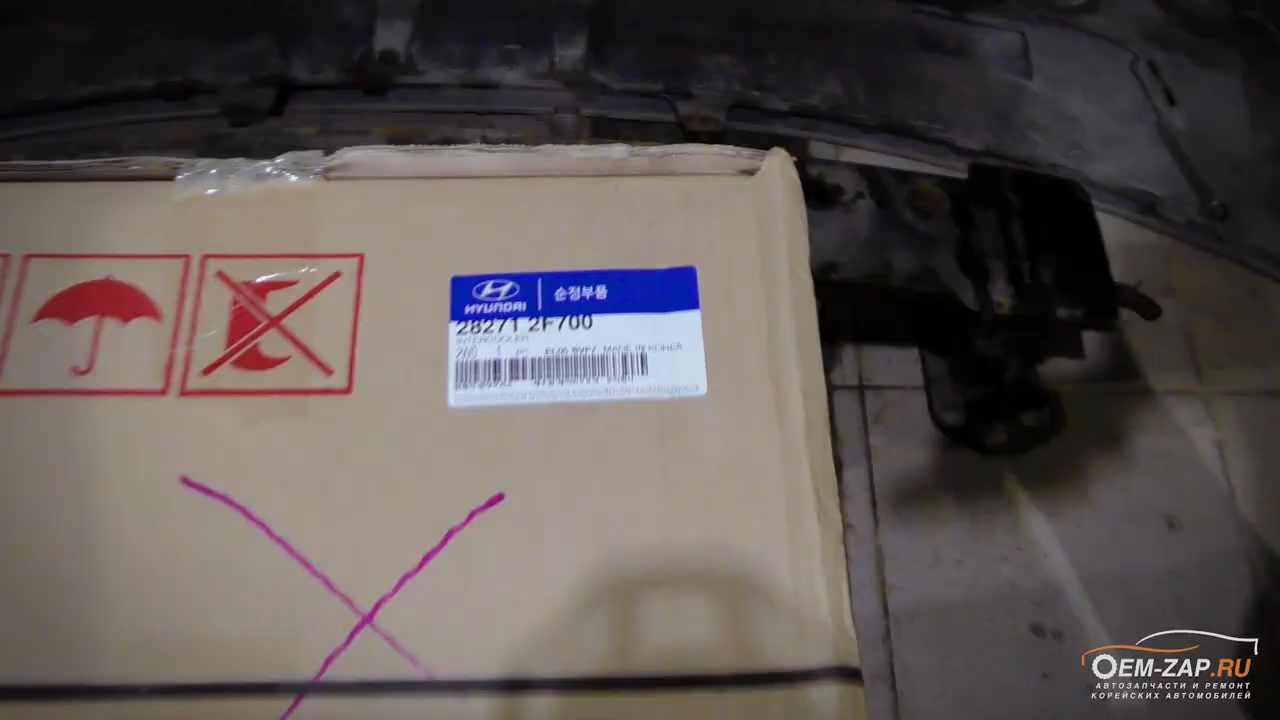 HYUNDAI
순정부품
28271 2F700
INTERCOOLER
MADE IN KOREA
OEM-ZAP.RU
АВТОЗАПЧАСТИ И РЕМОНТ
КОРЕЙСКИХ АВТОМОБИЛЕЙ